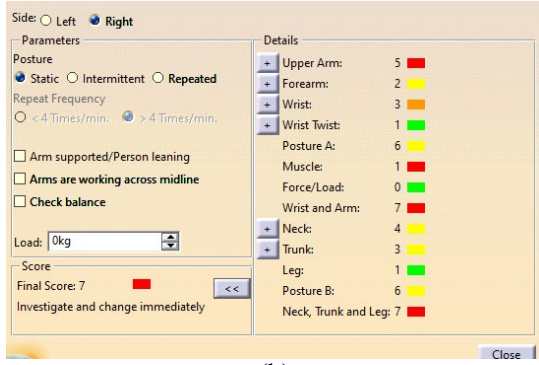 Side: Left Right
Parameters
Posture
Static Intermittent Repeated
Repeat Frequency
< 4 Times/min. > 4 Times/min.
Arm supported/Person leaning
Arms are working across midline
Check balance
Load: 0kg
Score
Final Score: 7 <<
Investigate and change immediately
Details
+ Upper Arm: 5
+ Forearm: 2
+ Wrist: 3
+ Wrist Twist: 1
Posture A: 6
Muscle: 1
Force/Load: 0
Wrist and Arm: 7
+ Neck: 4
+ Trunk: 3
Leg: 1
Posture B: 6
Neck, Trunk and Leg: 7
Close